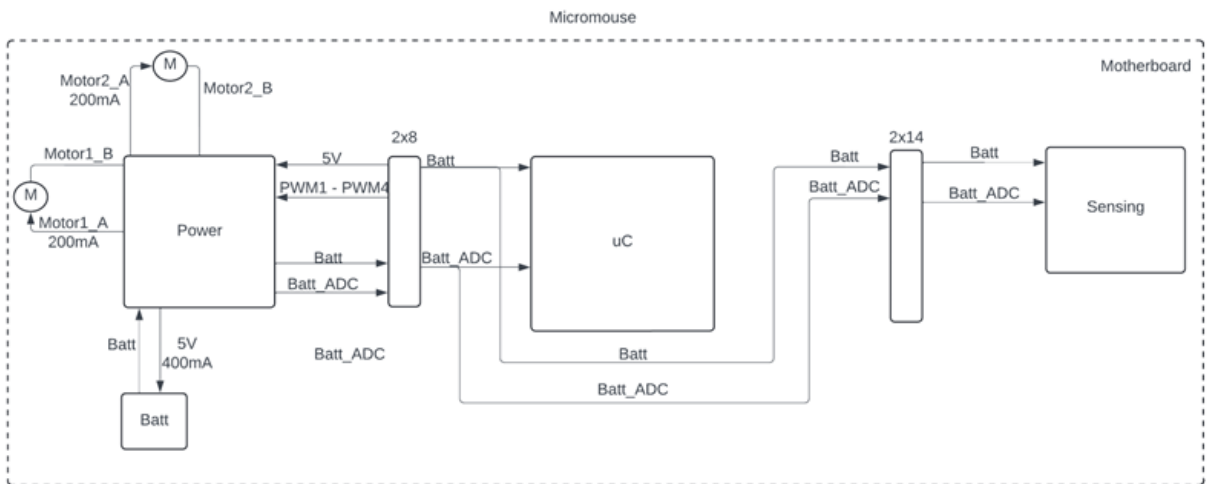 Micromouse
Motherboard
Motor2_A
200mA
M
Motor2_B
Motor1_B
M
Motor1_A
200mA
Power
2x8
5V
PWM1 - PWM4
Batt
Batt_ADC
Batt
Batt_ADC
uC
Batt
Batt_ADC
2x14
Batt
Batt_ADC
Sensing
Batt
5V
400mA
Batt
Batt_ADC
Batt
Batt_ADC